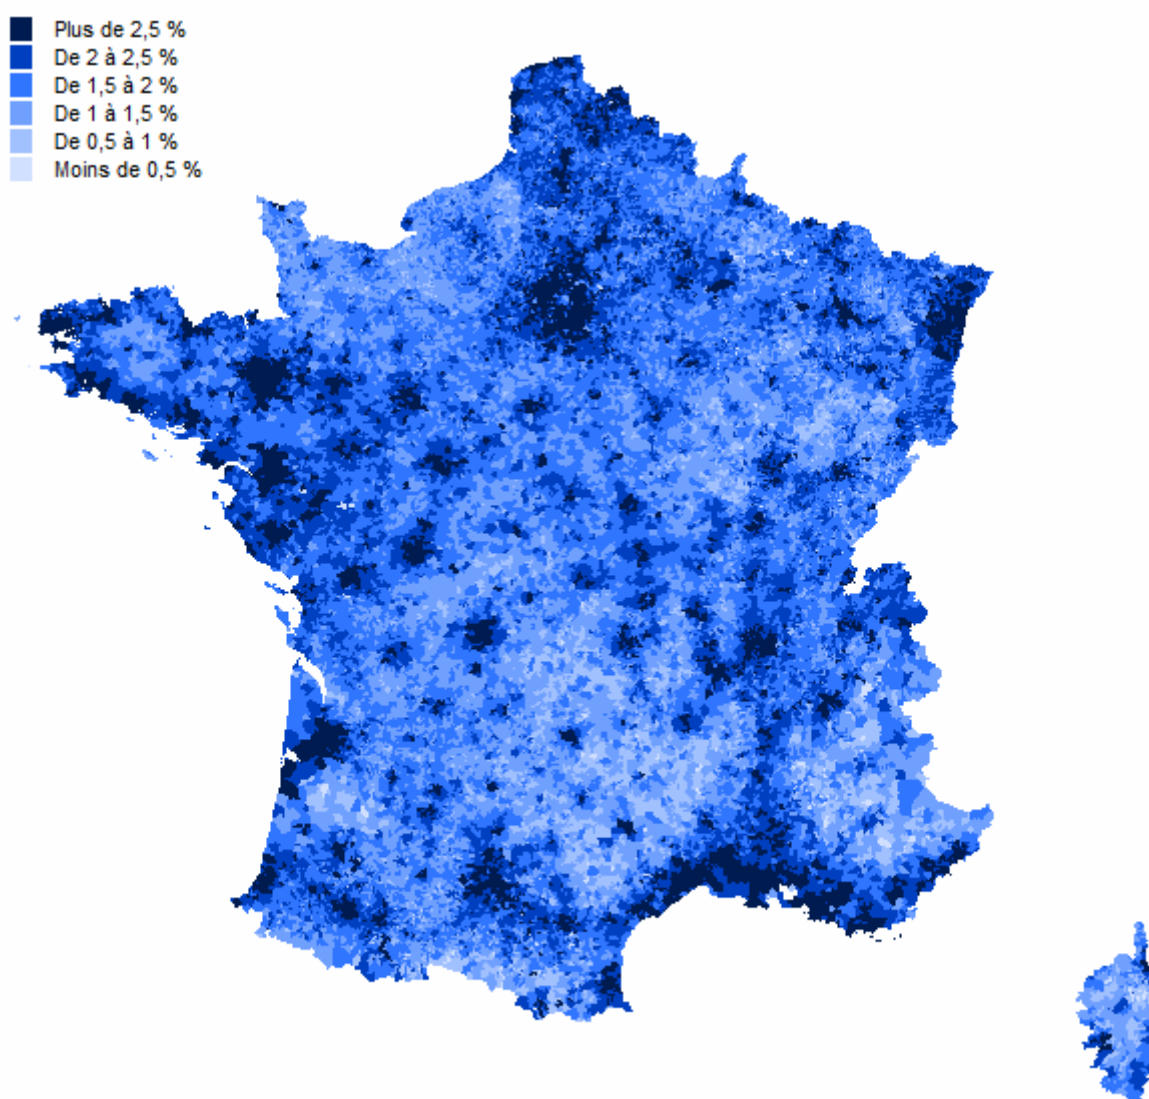 Plus de 2,5 %
De 2 à 2,5 %
De 1,5 à 2 %
De 1 à 1,5 %
De 0,5 à 1 %
Moins de 0,5 %